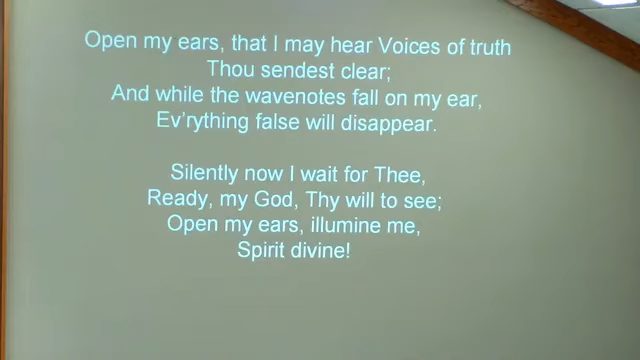 Open my ears, that I may hear Voices of truth
Thou sendest clear;
And while the wavenotes fall on my ear,
Ev'rything false will disappear.
Silently now I wait for Thee,
Ready, my God, Thy will to see;
Open my ears, illumine me,
Spirit divine!